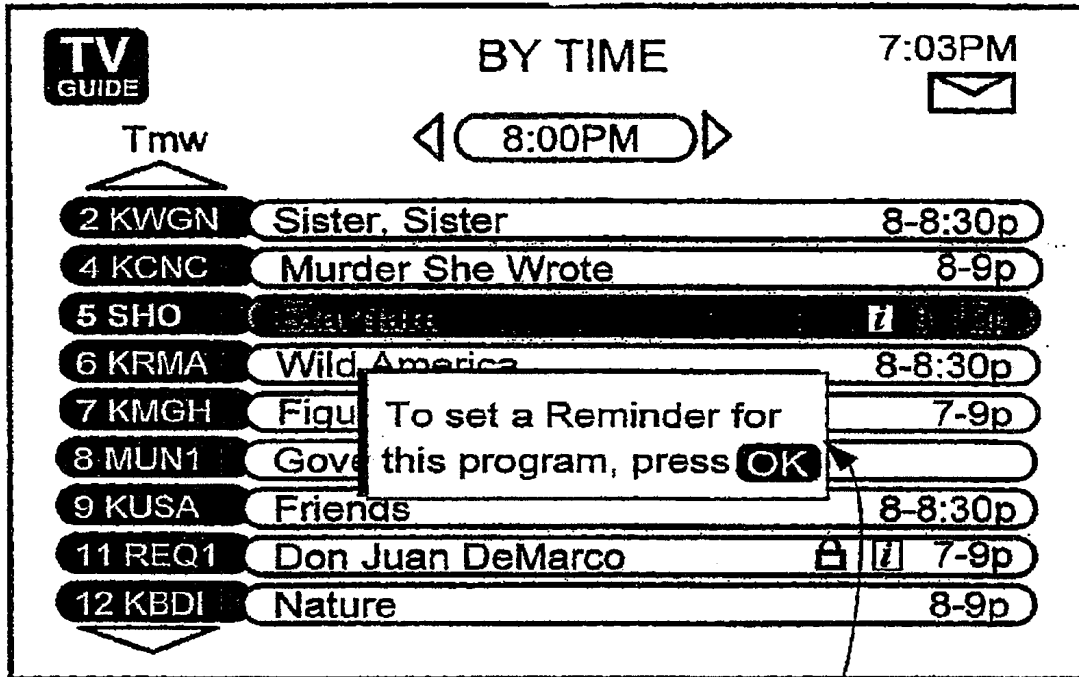 TV GUIDE
BY TIME
7:03PM
Tmw
8:00PM
2 KWGN Sister, Sister 8-8:30p
4 KCNC Murder She Wrote 8-9p
5 SHO i
6 KRMA Wild America 8-8:30p
7 KMGH Figu 7-9p
8 MUN1 Gove
To set a Reminder for
this program, press OK
9 KUSA Friends 8-8:30p
11 REQ1 Don Juan DeMarco i 7-9p
12 KBDI Nature 8-9p